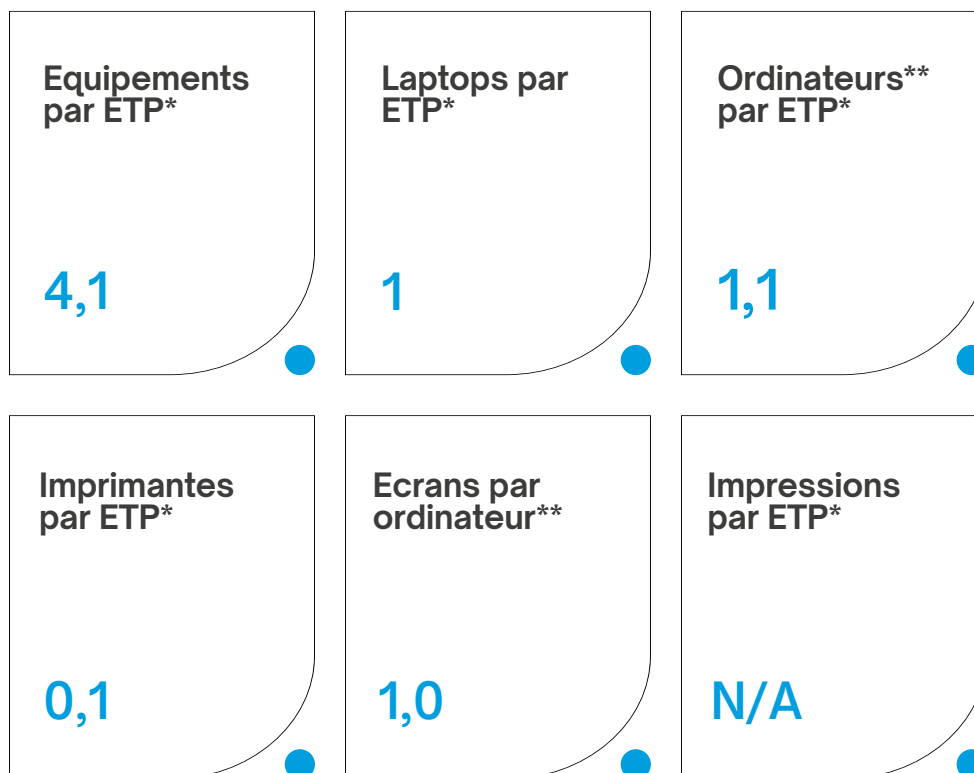 Equipements
par ETP*
4,1
Laptops par
ETP*
1
Ordinateurs**
par ETP*
1,1
Imprimantes
par ETP*
0,1
Ecrans par
ordinateur**
1,0
Impressions
par ETP*
N/A